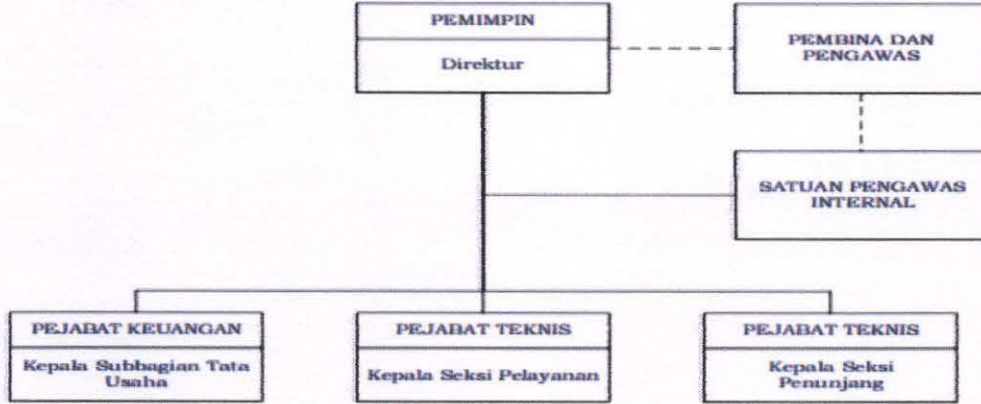 PEMIMPIN
Direktur
PEMBINA DAN
PENGAWAS
SATUAN PENGAWAS
INTERNAL
PEJABAT KEUANGAN
Kepala Subbagian Tata
Usaha
PEJABAT TEKNIS
Kepala Seksi Pelayanan
PEJABAT TEKNIS
Kepala Seksi
Penunjang